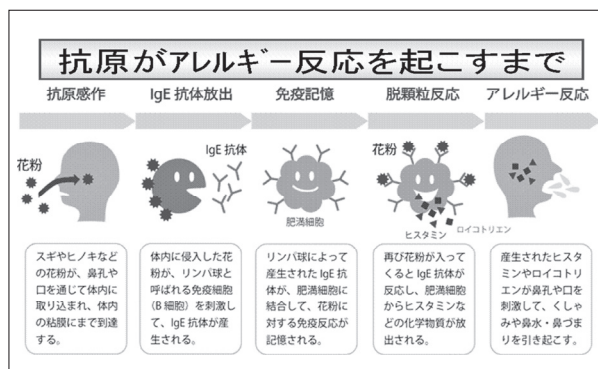 抗原がアレルギー反応を起こすまで
抗原感作
IgE 抗体放出
免疫記憶
脱顆粒反応
アレルギー反応
花粉
IgE 抗体
肥満細胞
花粉
ヒスタミン
ロイコトリエン
スギやヒノキなど
の花粉が、鼻孔や
口を通じて体内に
取り込まれ、体内
の粘膜にまで到達
する。
体内に侵入した花
粉が、リンパ球と
呼ばれる免疫細胞
（B 細胞）を刺激し
て、IgE 抗体が産
生される。
リンパ球によって
産生された IgE 抗
体が、肥満細胞に
結合して、花粉に
対する免疫反応が
記憶される。
再び花粉が入って
くると IgE 抗体が
反応し、肥満細胞
からヒスタミンな
どの化学物質が放
出される。
産生されたヒスタ
ミンやロイコトリ
エンが鼻孔や口を
刺激して、くしゃ
みや鼻水・鼻づま
りを引き起こす。